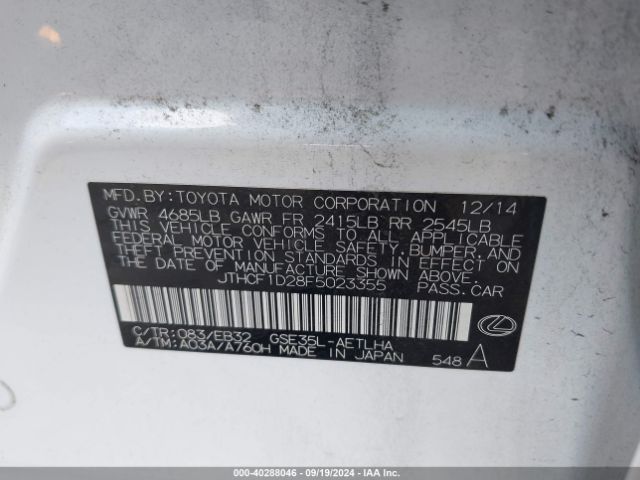 MFD.BY:TOYOTA MOTOR CORPORATION 12/14
GVWR 4685LB GAWR FR 2415LB RR 2545LB
THIS VEHICLE CONFORMS TO ALL APPLICABLE
FEDERAL MOTOR VEHICLE SAFETY,BUMPER,AND
THEFT PREVENTION STANDARDS IN EFFECT ON
THE DATE OF MANUFACTURE SHOWN ABOVE.
JTHCF1D28F5023355 PASS.CAR
C/TR:083/EB32 GSE35L-AETLHA
A/TM:A03A/A760H MADE IN JAPAN 548 A
000-40288046 - 09/19/2024 - IAA Inc.